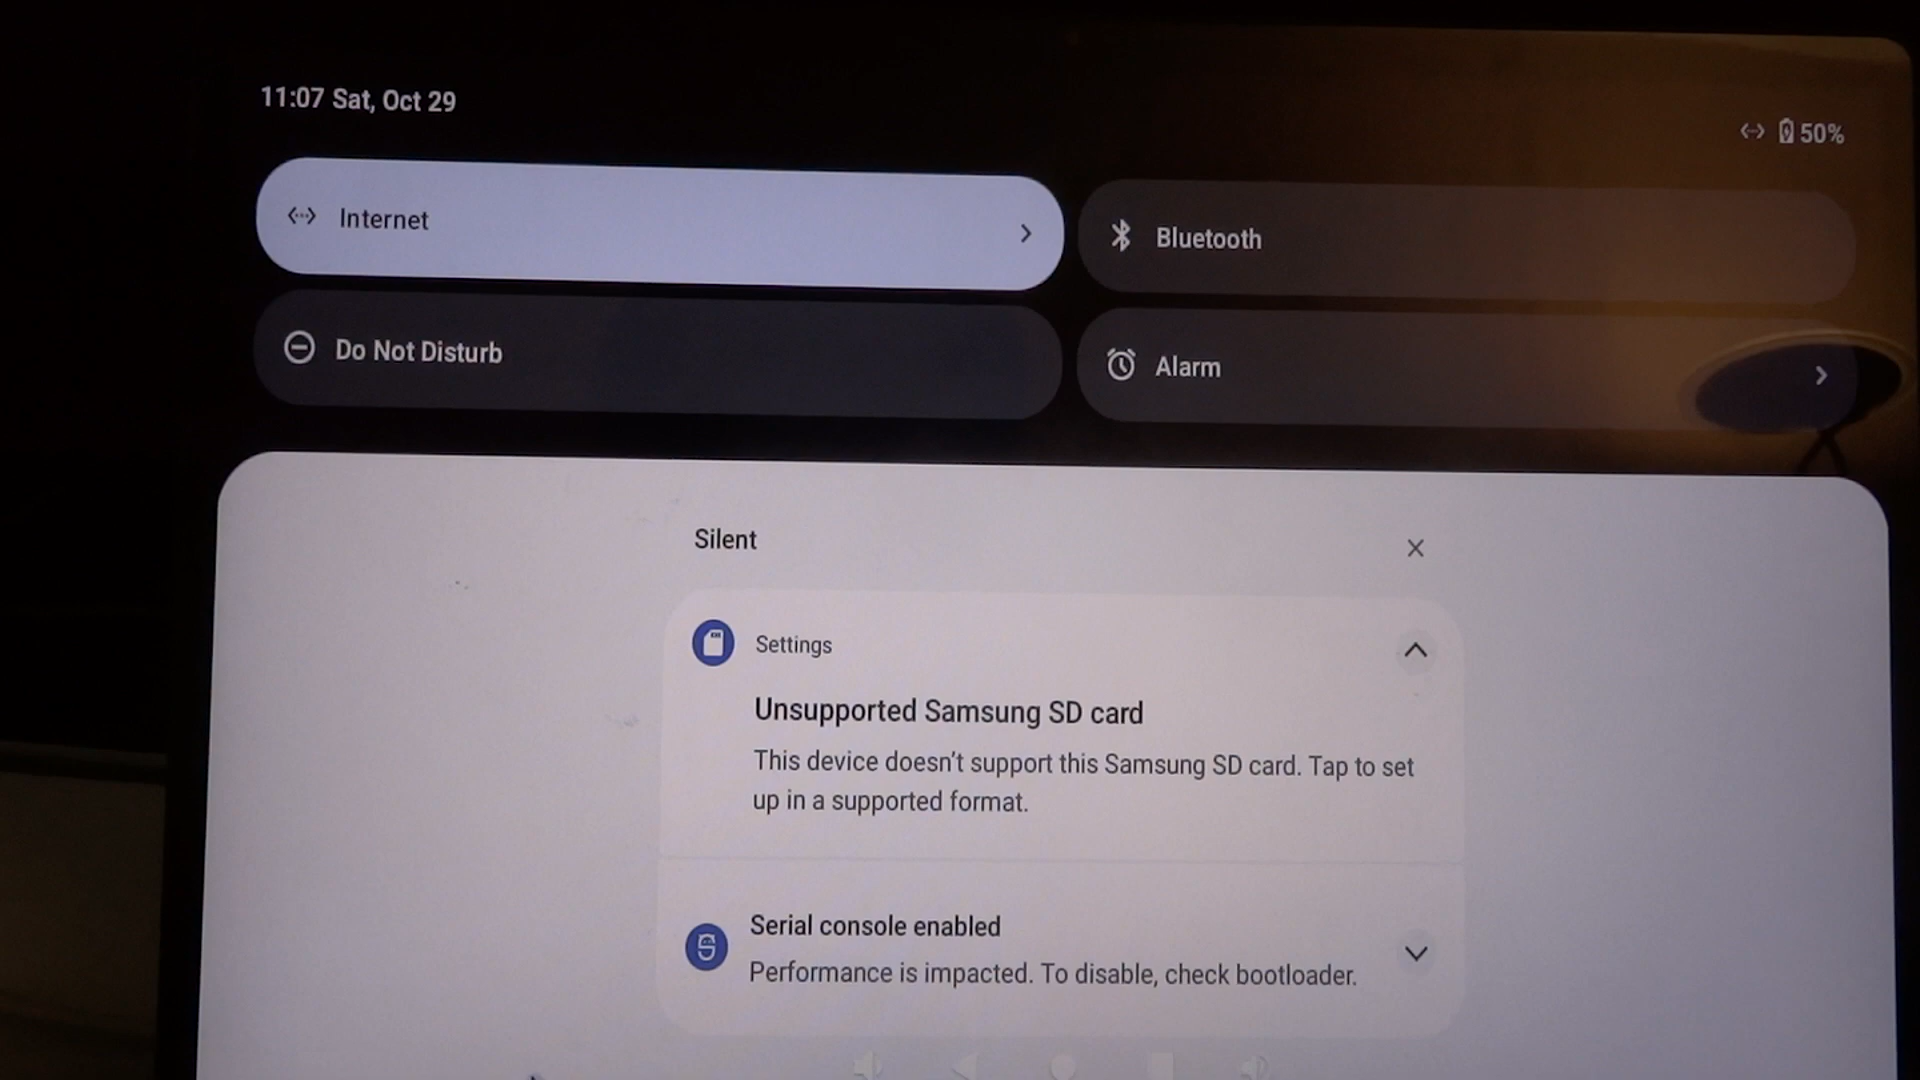 11:07 Sat, Oct 29
50%
Internet
Bluetooth
Do Not Disturb
Alarm
Silent
Settings
Unsupported Samsung SD card
This device doesn't support this Samsung SD card. Tap to set
up in a supported format.
Serial console enabled
Performance is impacted. To disable, check bootloader.